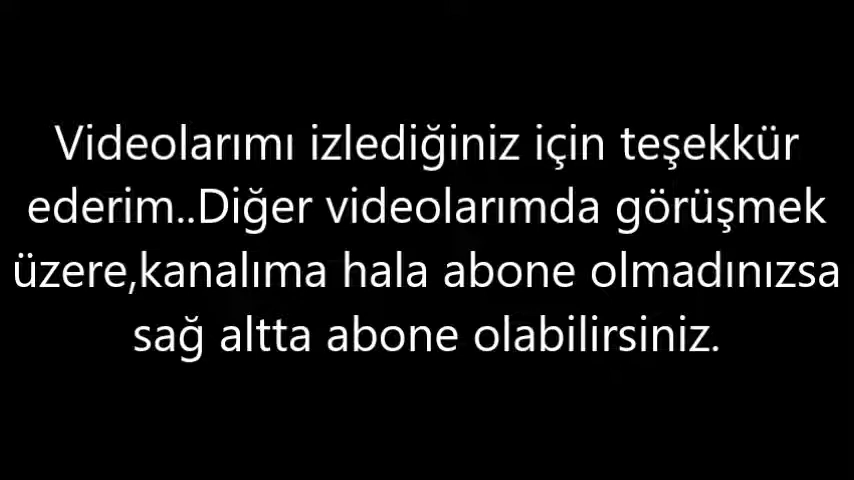 Videolarımı izlediğiniz için teşekkür
ederim..Diğer videolarımda görüşmek
üzere,kanalıma hala abone olmadınızsa
sağ altta abone olabilirsiniz.